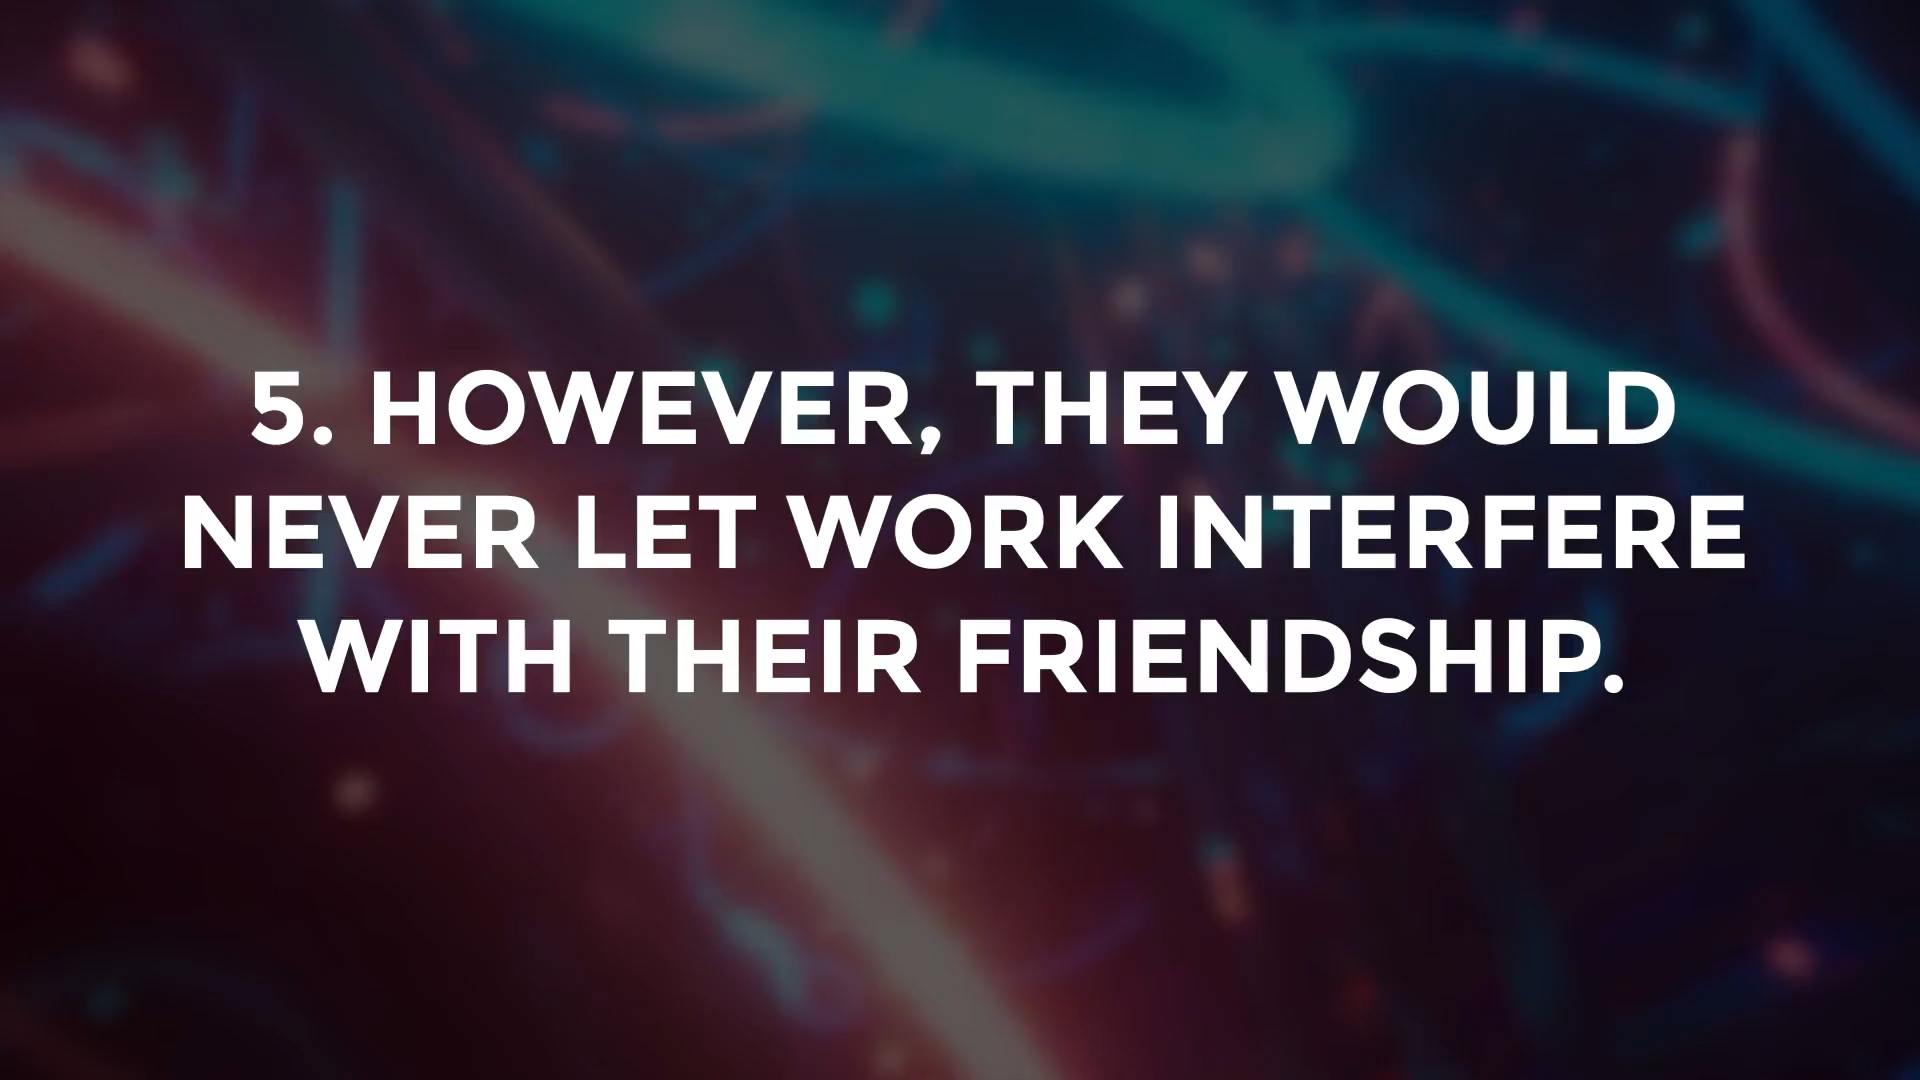 5. HOWEVER, THEY WOULD
NEVER LET WORK INTERFERE
WITH THEIR FRIENDSHIP.